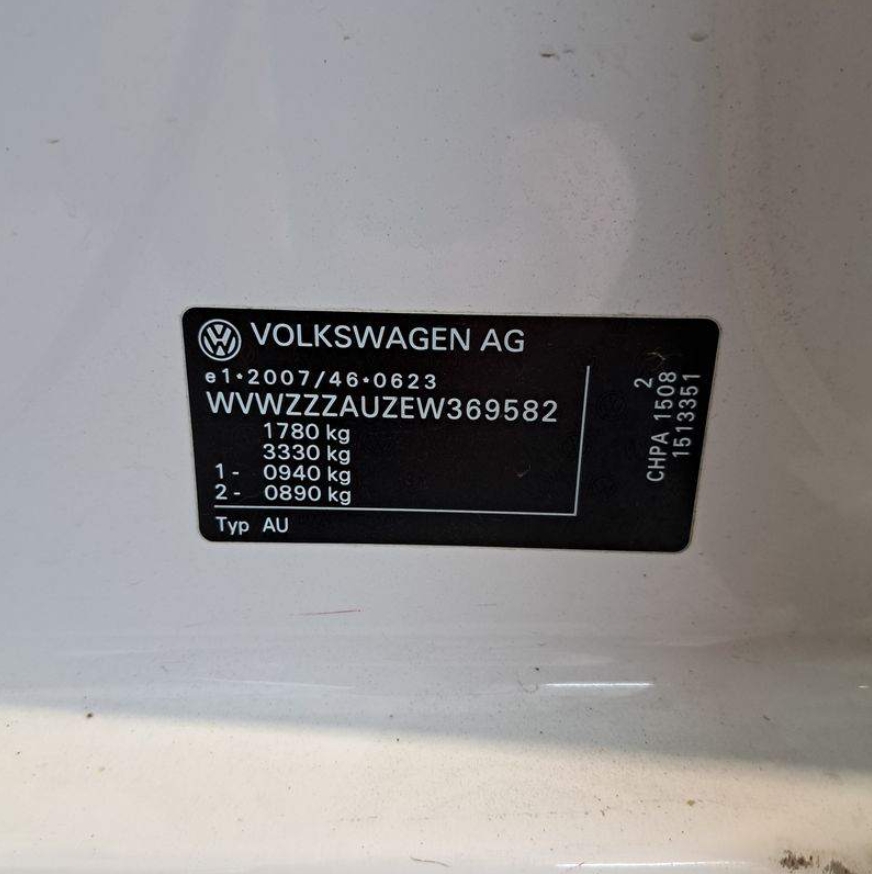 VOLKSWAGEN AG
e1*2007/46*0623
WVWZZZAUZEW369582
1780 kg
3330 kg
1 - 0940 kg
2 - 0890 kg
Typ AU
2
CHPA 1508
1513351